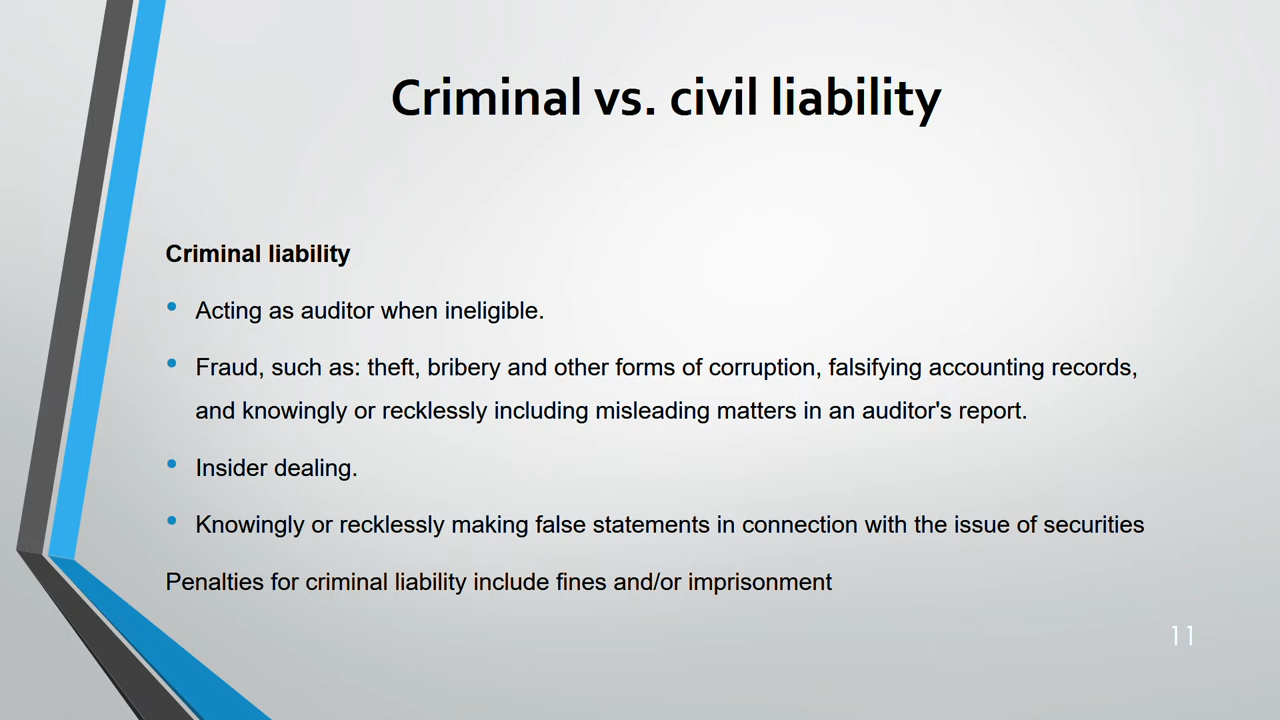 Criminal vs. civil liability
Criminal liability
• Acting as auditor when ineligible.
• Fraud, such as: theft, bribery and other forms of corruption, falsifying accounting records,
and knowingly or recklessly including misleading matters in an auditor's report.
• Insider dealing.
• Knowingly or recklessly making false statements in connection with the issue of securities
Penalties for criminal liability include fines and/or imprisonment
11